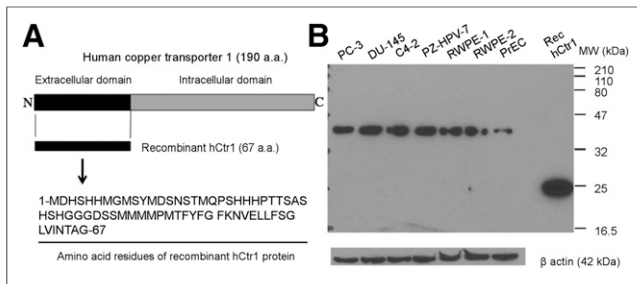 A
Human copper transporter 1 (190 a.a.)
Extracellular domain
Intracellular domain
N
C
Recombinant hCtr1 (67 a.a.)
1-MDHSHHMGMSYMDSNSTMQPSHHHPTTSAS
HSHGGGDSSMMMMPMTFYFG FKNVELLFSG
LVINTAG-67
Amino acid residues of recombinant hCtr1 protein
B
PC-3
DU-145
C4-2
PZ-HPV-7
RWPE-1
RWPE-2
PrEC
Rec
hCtr1
MW (kDa)
210
110
80
47
32
25
16.5
β actin (42 kDa)